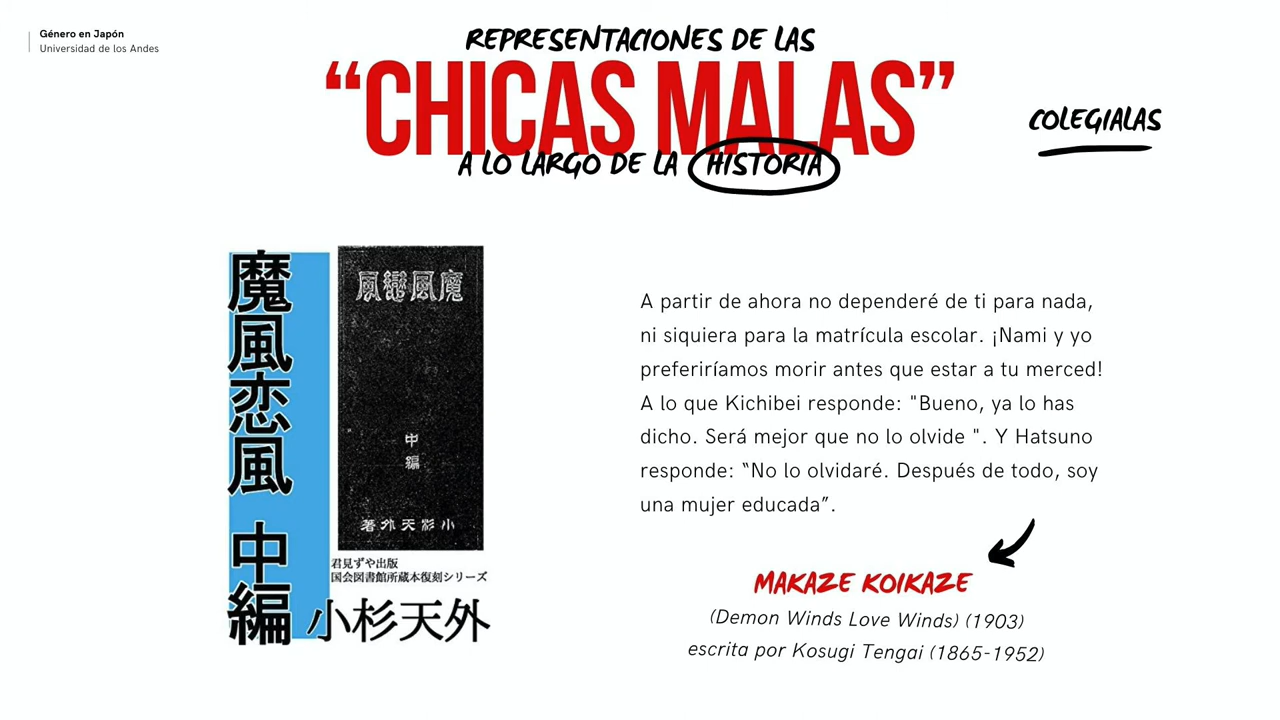 Género en Japón
Universidad de los Andes
REPRESENTACIONES DE LAS
“CHICAS MALAS”
A LO LARGO DE LA HISTORIA
COLEGIALAS
魔風恋風 中編
風戀風魔
中
編
著外天杉小
君見ずや出版
国会図書館所蔵本復刻シリーズ
小杉天外
A partir de ahora no dependeré de ti para nada,
ni siquiera para la matrícula escolar. ¡Nami y yo
preferiríamos morir antes que estar a tu merced!
A lo que Kichibei responde: "Bueno, ya lo has
dicho. Será mejor que no lo olvide ". Y Hatsuno
responde: “No lo olvidaré. Después de todo, soy
una mujer educada”.
MAKAZE KOIKAZE
(Demon Winds Love Winds) (1903)
escrita por Kosugi Tengai (1865-1952)